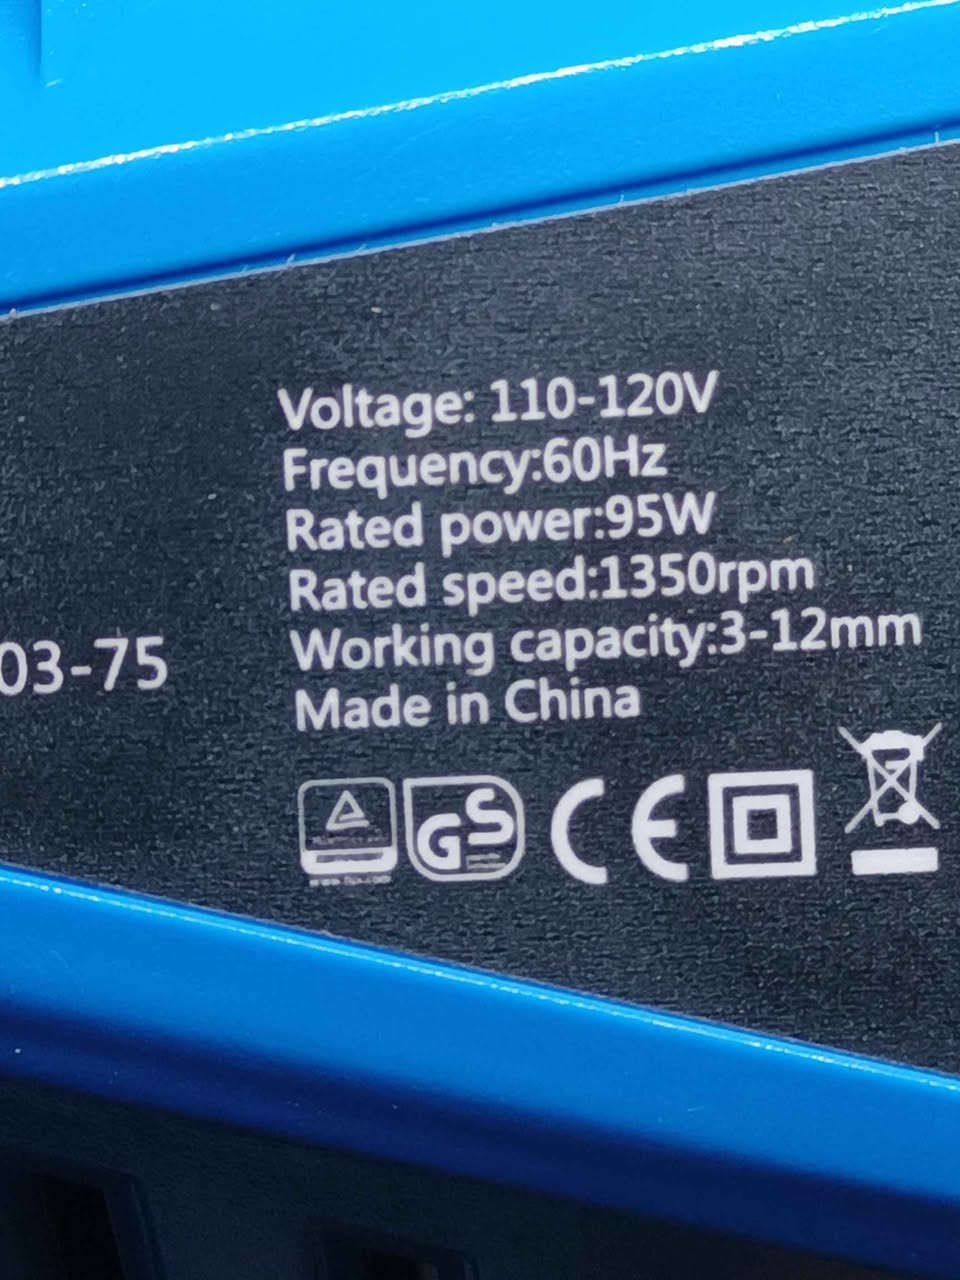 Voltage: 110-120V
Frequency:60Hz
Rated power:95W
Rated speed:1350rpm
Working capacity:3-12mm
03-75
Made in China
GS
CE